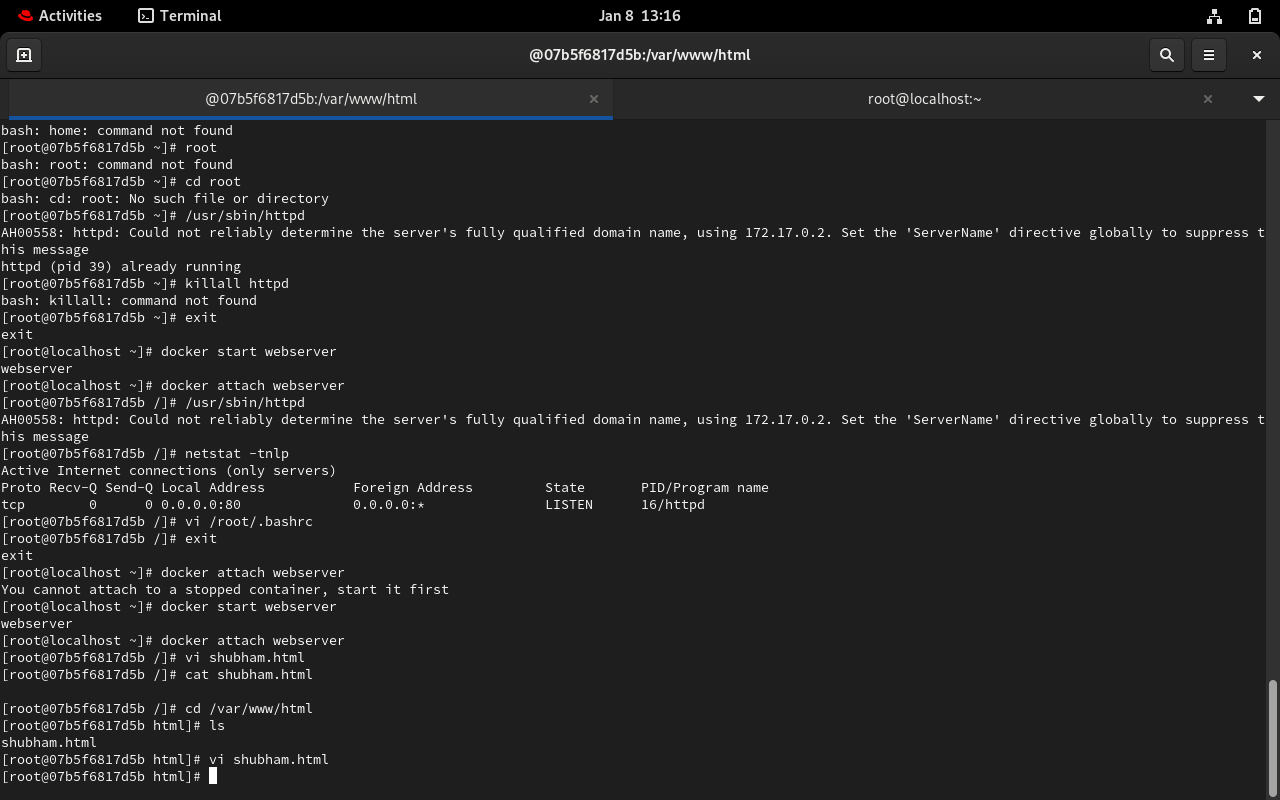 Activities
Terminal
Jan 8 13:16
@07b5f6817d5b:/var/www/html
@07b5f6817d5b:/var/www/html
root@localhost:~
bash: home: command not found
[root@07b5f6817d5b ~]# root
bash: root: command not found
[root@07b5f6817d5b ~]# cd root
bash: cd: root: No such file or directory
[root@07b5f6817d5b ~]# /usr/sbin/httpd
AH00558: httpd: Could not reliably determine the server's fully qualified domain name, using 172.17.0.2. Set the 'ServerName' directive globally to suppress t
his message
httpd (pid 39) already running
[root@07b5f6817d5b ~]# killall httpd
bash: killall: command not found
[root@07b5f6817d5b ~]# exit
exit
[root@localhost ~]# docker start webserver
webserver
[root@localhost ~]# docker attach webserver
[root@07b5f6817d5b /]# /usr/sbin/httpd
AH00558: httpd: Could not reliably determine the server's fully qualified domain name, using 172.17.0.2. Set the 'ServerName' directive globally to suppress t
his message
[root@07b5f6817d5b /]# netstat -tnlp
Active Internet connections (only servers)
Proto Recv-Q Send-Q Local Address           Foreign Address         State       PID/Program name
tcp        0      0 0.0.0.0:80              0.0.0.0:*               LISTEN      16/httpd
[root@07b5f6817d5b /]# vi /root/.bashrc
[root@07b5f6817d5b /]# exit
exit
[root@localhost ~]# docker attach webserver
You cannot attach to a stopped container, start it first
[root@localhost ~]# docker start webserver
webserver
[root@localhost ~]# docker attach webserver
[root@07b5f6817d5b /]# vi shubham.html
[root@07b5f6817d5b /]# cat shubham.html
[root@07b5f6817d5b /]# cd /var/www/html
[root@07b5f6817d5b html]# ls
shubham.html
[root@07b5f6817d5b html]# vi shubham.html
[root@07b5f6817d5b html]#